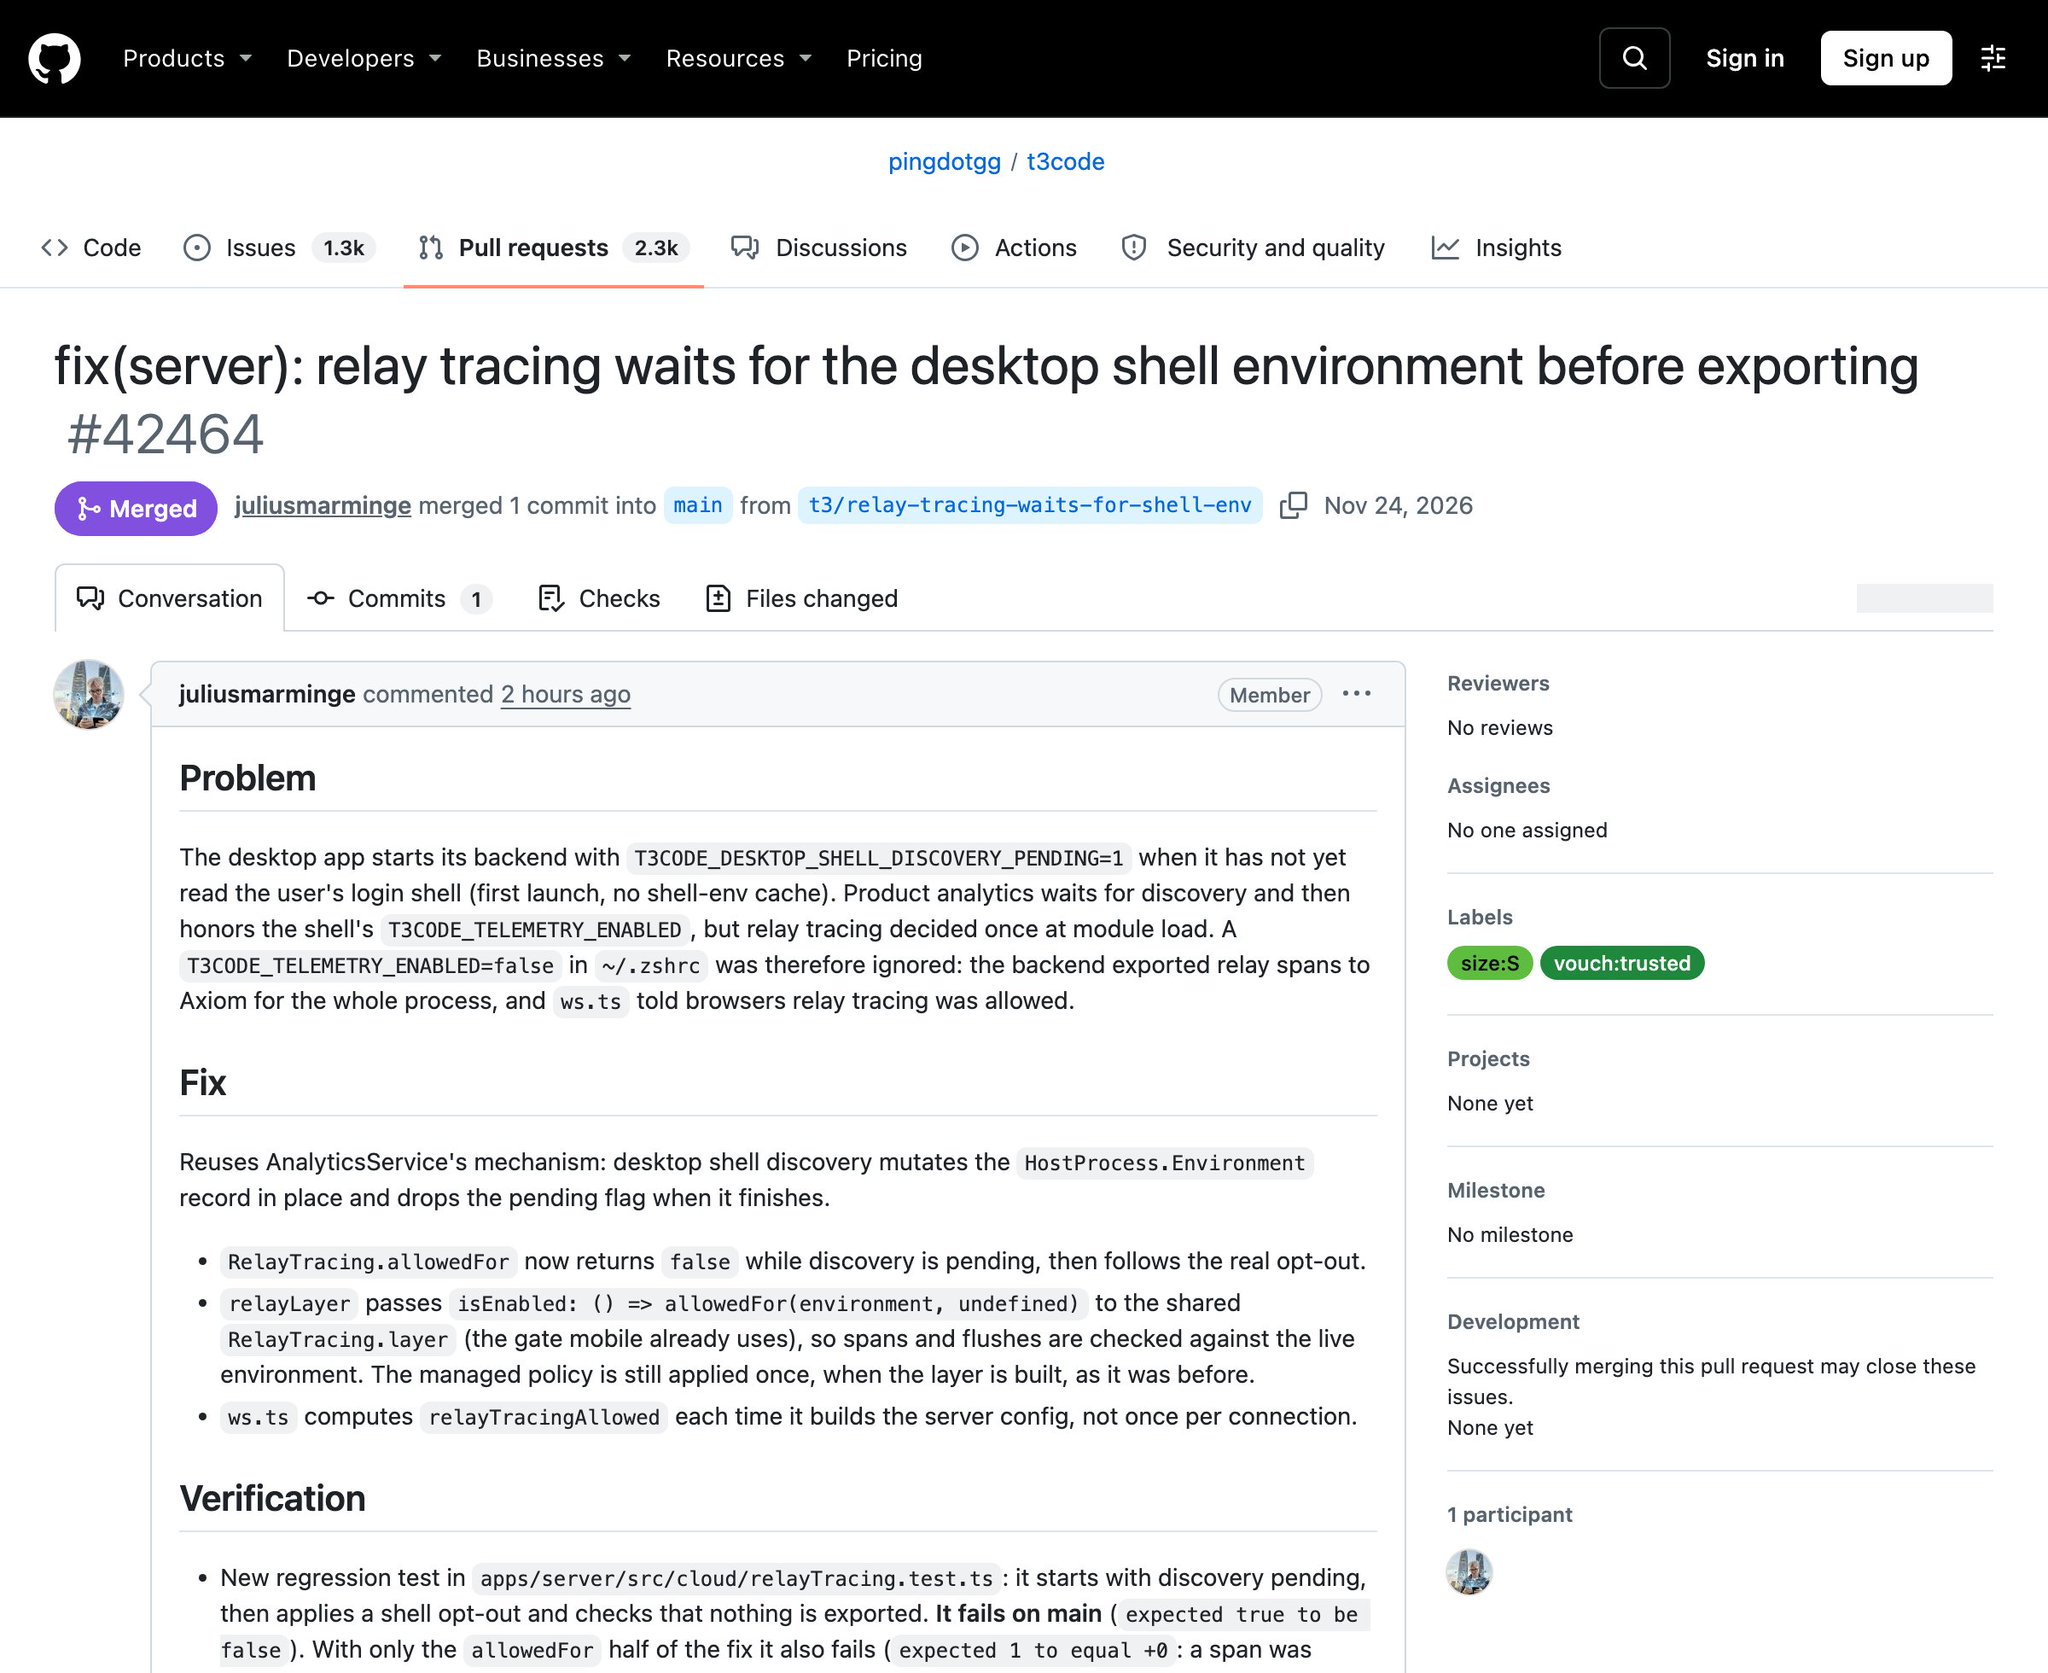 Products Developers Businesses Resources Pricing Sign in Sign up
pingdotgg / t3code
Code Issues 1.3k Pull requests 2.3k Discussions Actions Security and quality Insights
fix(server): relay tracing waits for the desktop shell environment before exporting
#42464
Merged juliusmarminge merged 1 commit into main from t3/relay-tracing-waits-for-shell-env Nov 24, 2026
Conversation Commits 1 Checks Files changed
juliusmarminge commented 2 hours ago Member
Problem
The desktop app starts its backend with T3CODE_DESKTOP_SHELL_DISCOVERY_PENDING=1 when it has not yet
read the user's login shell (first launch, no shell-env cache). Product analytics waits for discovery and then
honors the shell's T3CODE_TELEMETRY_ENABLED, but relay tracing decided once at module load. A
T3CODE_TELEMETRY_ENABLED=false in ~/.zshrc was therefore ignored: the backend exported relay spans to
Axiom for the whole process, and ws.ts told browsers relay tracing was allowed.
Fix
Reuses AnalyticsService's mechanism: desktop shell discovery mutates the HostProcess.Environment
record in place and drops the pending flag when it finishes.
• RelayTracing.allowedFor now returns false while discovery is pending, then follows the real opt-out.
• relayLayer passes isEnabled: () => allowedFor(environment, undefined) to the shared
RelayTracing.layer (the gate mobile already uses), so spans and flushes are checked against the live
environment. The managed policy is still applied once, when the layer is built, as it was before.
• ws.ts computes relayTracingAllowed each time it builds the server config, not once per connection.
Verification
• New regression test in apps/server/src/cloud/relayTracing.test.ts: it starts with discovery pending,
then applies a shell opt-out and checks that nothing is exported. It fails on main (expected true to be
false). With only the allowedFor half of the fix it also fails (expected 1 to equal +0: a span was
Reviewers
No reviews
Assignees
No one assigned
Labels
size:S vouch:trusted
Projects
None yet
Milestone
No milestone
Development
Successfully merging this pull request may close these
issues.
None yet
1 participant